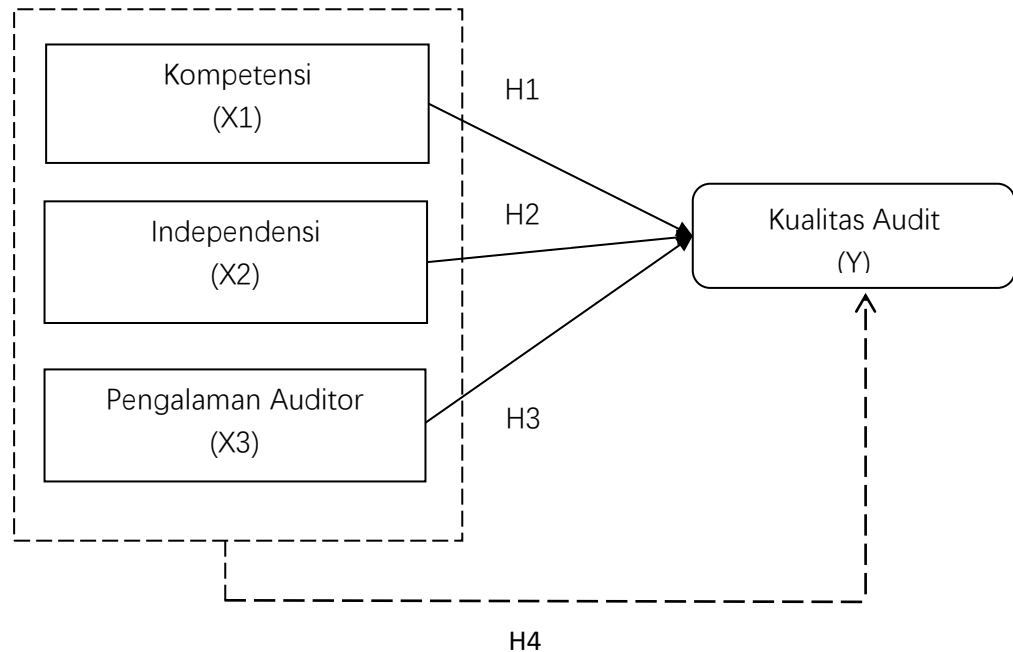 Kompetensi
(X1)
H1
Independensi
(X2)
H2
Kualitas Audit
(Y)
Pengalaman Auditor
(X3)
H3
H4